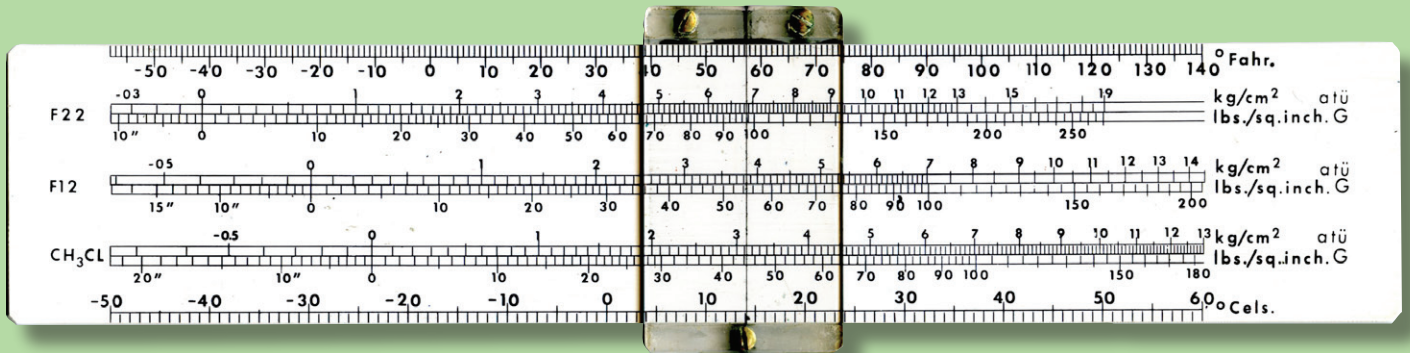 -50 -40 -30 -20 -10 0 10 20 30 40 50 60 70 80 90 100 110 120 130 140 °Fahr.
-03 0 1 2 3 4 5 6 7 8 9 10 11 12 13 15 19 kg/cm² atü
F22 lbs./sq.inch.G
10" 0 10 20 30 40 50 60 70 80 90 100 150 200 250
-05 0 1 2 3 4 5 6 7 8 9 10 11 12 13 14 kg/cm² atü
F12 lbs./sq.inch.G
15" 10" 0 10 20 30 40 50 60 70 80 90 100 150 200
-0.5 0 1 2 3 4 5 6 7 8 9 10 11 12 13 kg/cm² atü
CH₃CL lbs./sq..inch.G
20" 10" 0 10 20 30 40 50 60 70 80 90 100 150 180
-50 -40 -30 -20 -10 0 10 20 30 40 50 60 °Cels.